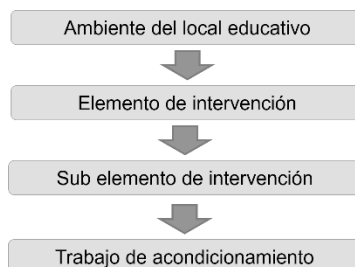 Ambiente del local educativo
Elemento de intervención
Sub elemento de intervención
Trabajo de acondicionamiento